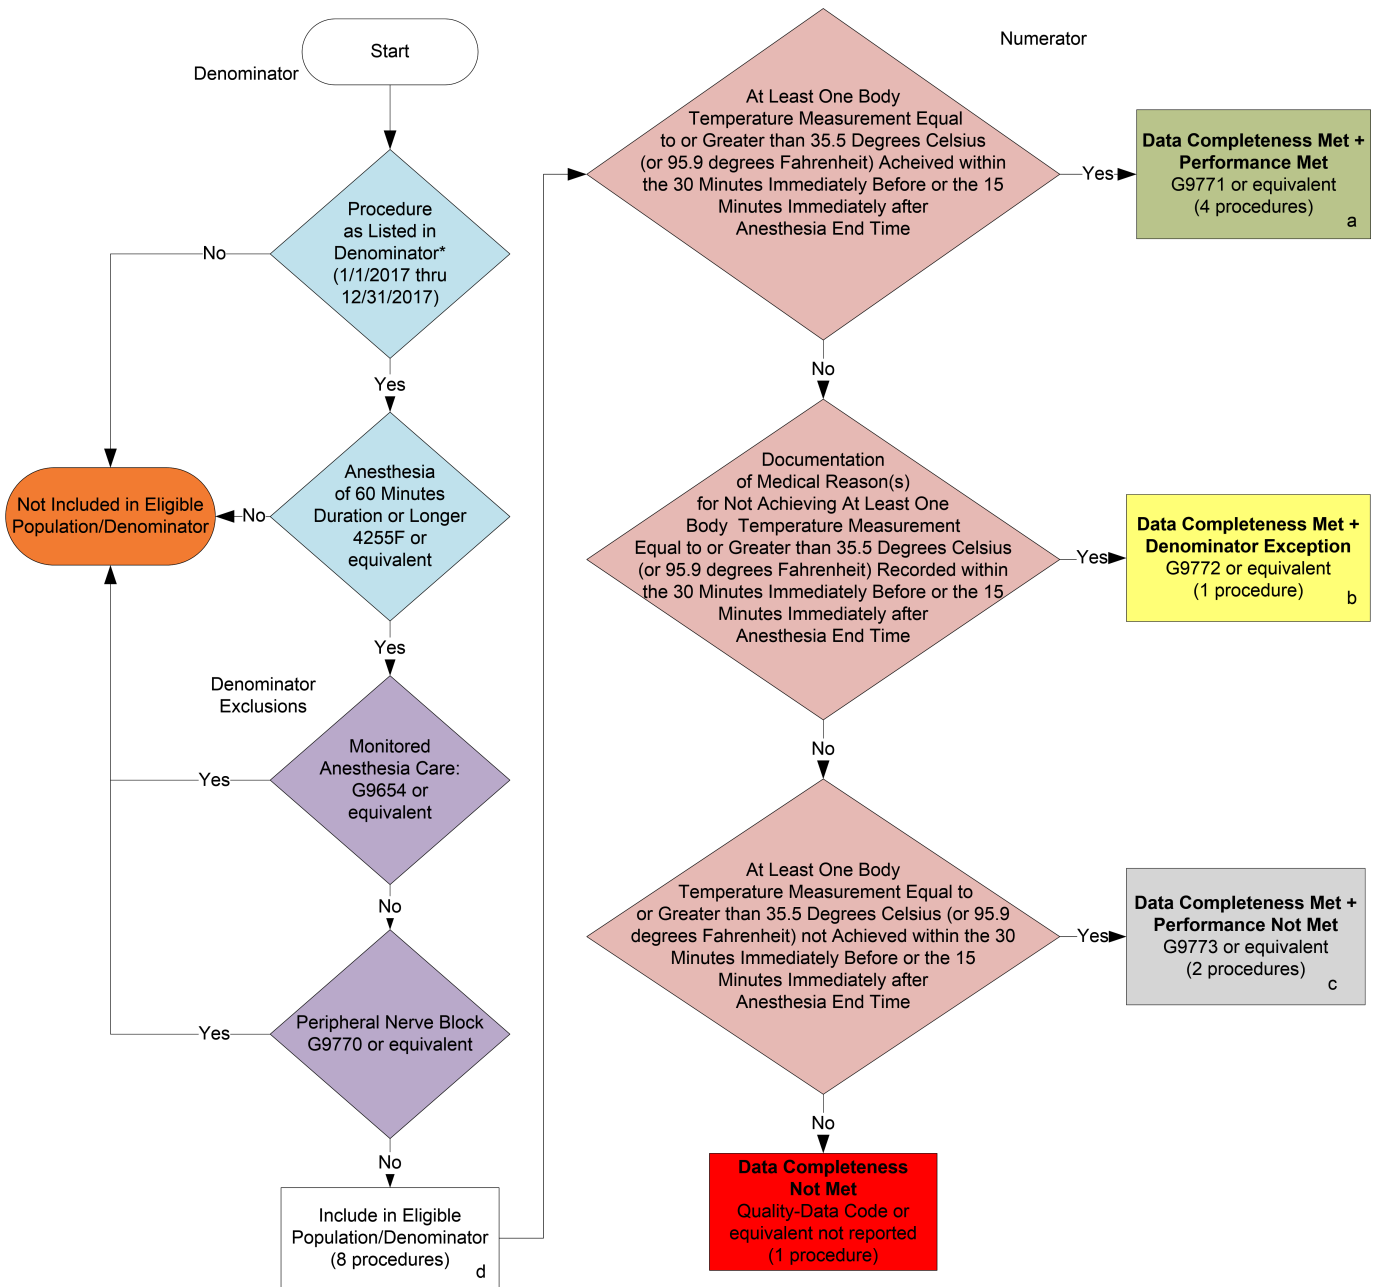 Start
Denominator
Procedure
as Listed in
Denominator*
(1/1/2017 thru
12/31/2017)
No
Yes
Anesthesia
of 60 Minutes
Duration or Longer
4255F or
equivalent
No
Not Included in Eligible
Population/Denominator
Yes
Denominator
Exclusions
Monitored
Anesthesia Care:
G9654 or
equivalent
Yes
No
Peripheral Nerve Block
G9770 or equivalent
Yes
No
Include in Eligible
Population/Denominator
(8 procedures)
d
Numerator
At Least One Body
Temperature Measurement Equal
to or Greater than 35.5 Degrees Celsius
(or 95.9 degrees Fahrenheit) Acheived within
the 30 Minutes Immediately Before or the 15
Minutes Immediately after
Anesthesia End Time
Yes
Data Completeness Met +
Performance Met
G9771 or equivalent
(4 procedures)
a
No
Documentation
of Medical Reason(s)
for Not Achieving At Least One
Body Temperature Measurement
Equal to or Greater than 35.5 Degrees Celsius
(or 95.9 degrees Fahrenheit) Recorded within
the 30 Minutes Immediately Before or the 15
Minutes Immediately after
Anesthesia End Time
Yes
Data Completeness Met +
Denominator Exception
G9772 or equivalent
(1 procedure)
b
No
At Least One Body
Temperature Measurement Equal to
or Greater than 35.5 Degrees Celsius (or 95.9
degrees Fahrenheit) not Achieved within the 30
Minutes Immediately Before or the 15
Minutes Immediately after
Anesthesia End Time
Yes
Data Completeness Met +
Performance Not Met
G9773 or equivalent
(2 procedures)
c
No
Data Completeness
Not Met
Quality-Data Code or
equivalent not reported
(1 procedure)